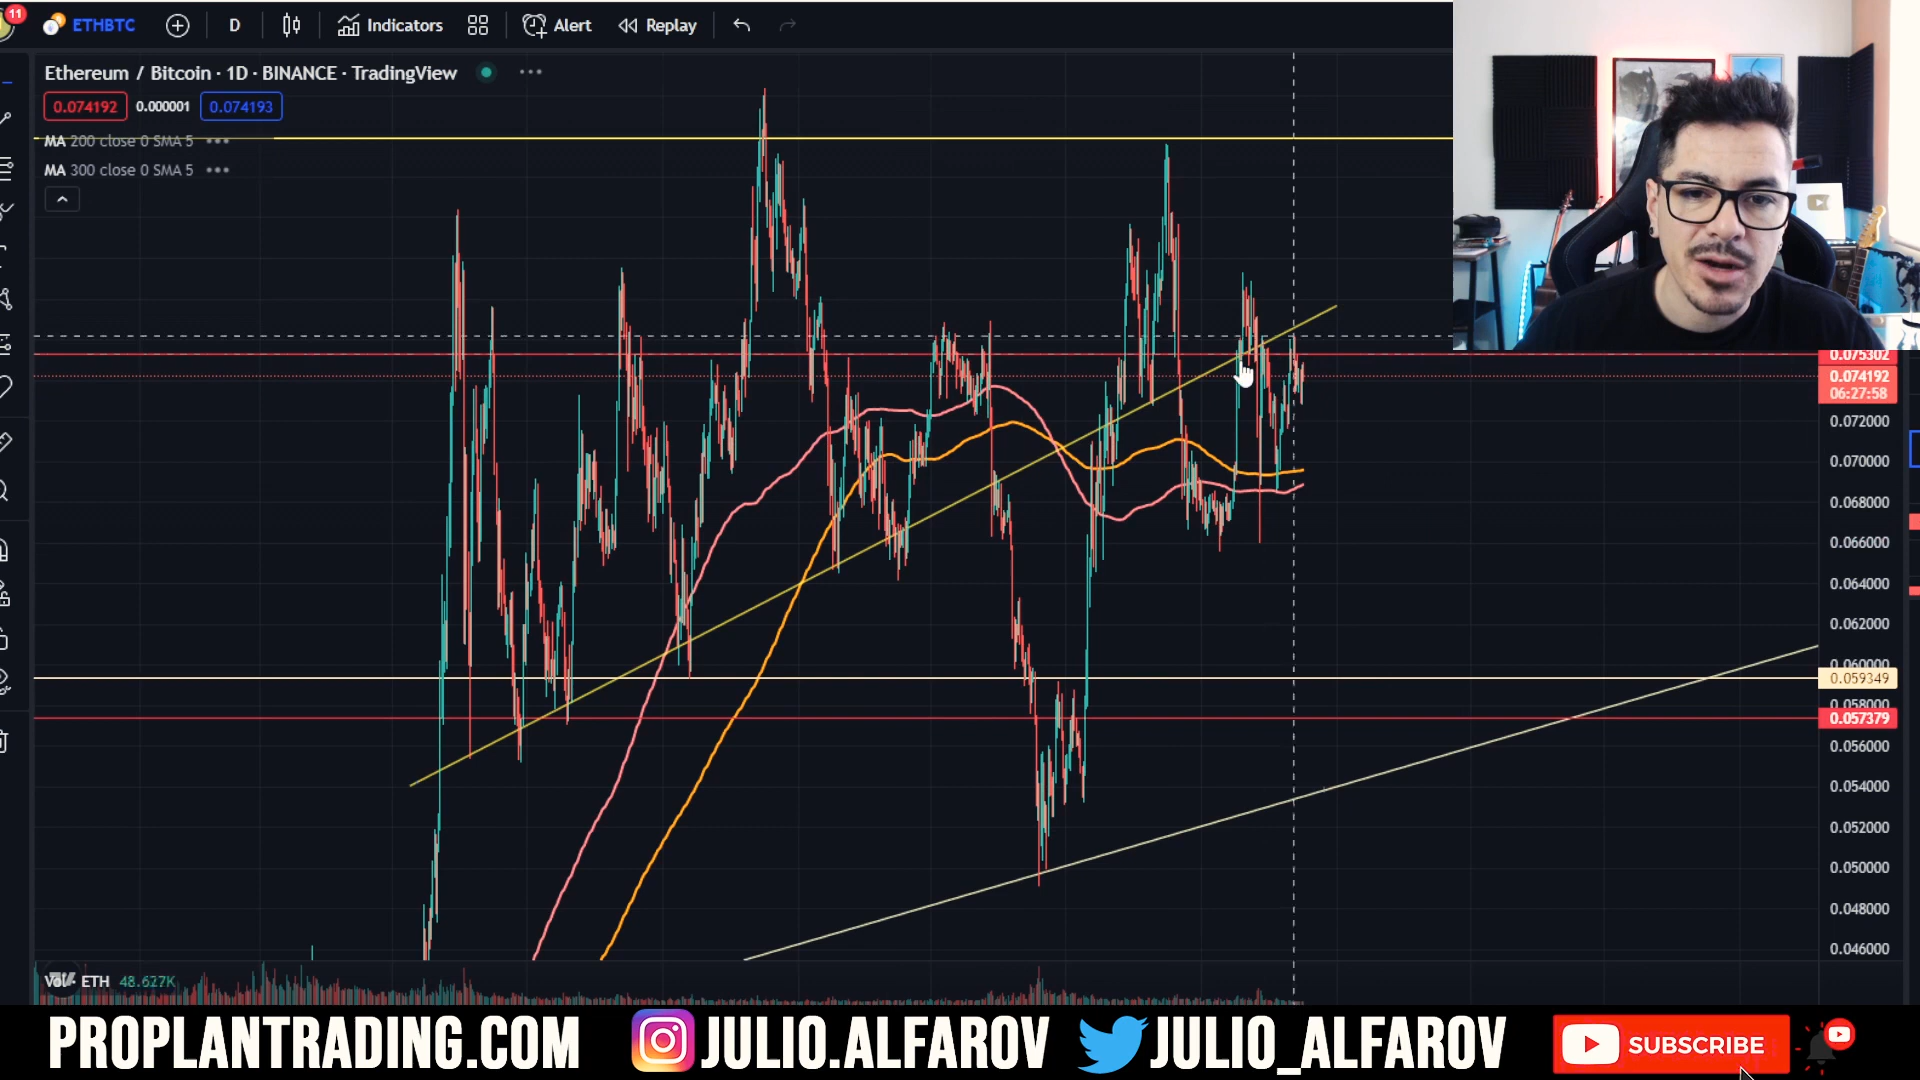 11
ETHBTC
D
Indicators
Alert
Replay
Ethereum / Bitcoin · 1D · BINANCE · TradingView
0.074192
0.000001
0.074193
MA 200 close 0 SMA 5
MA 300 close 0 SMA 5
0.075302
0.074192
06:27:58
0.072000
0.070000
0.068000
0.066000
0.064000
0.062000
0.060000
0.059349
0.058000
0.057379
0.056000
0.054000
0.052000
0.050000
0.048000
0.046000
Vol · ETH 48.627K
PROPLANTRADING.COM
JULIO.ALFAROV
JULIO_ALFAROV
SUBSCRIBE